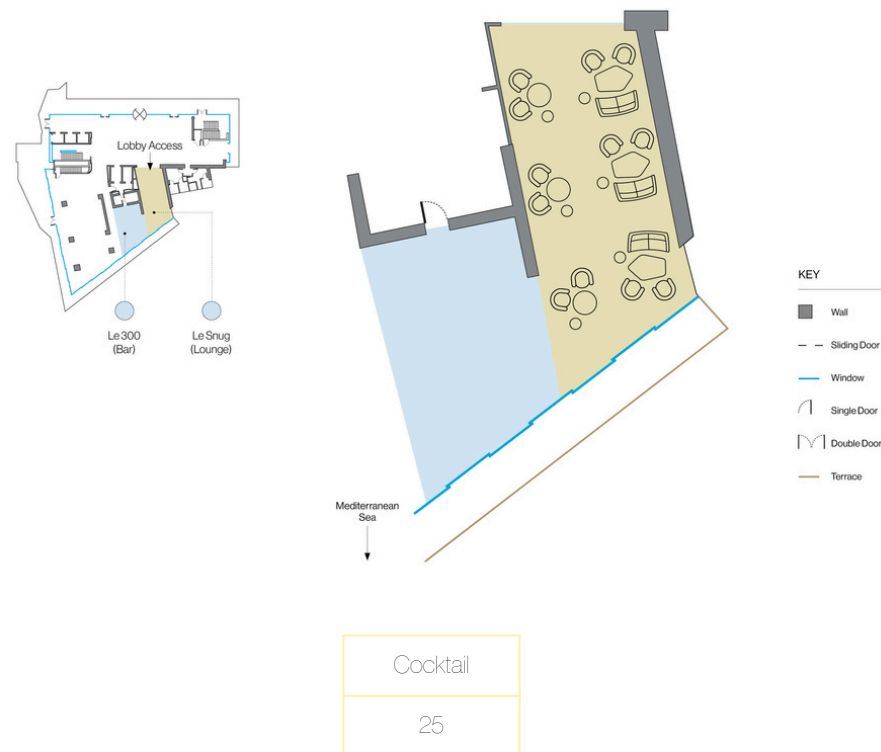 Lobby Access
Le 300
(Bar)
Le Snug
(Lounge)
Mediterranean
Sea
KEY
Wall
Sliding Door
Window
Single Door
Double Door
Terrace
Cocktail
25